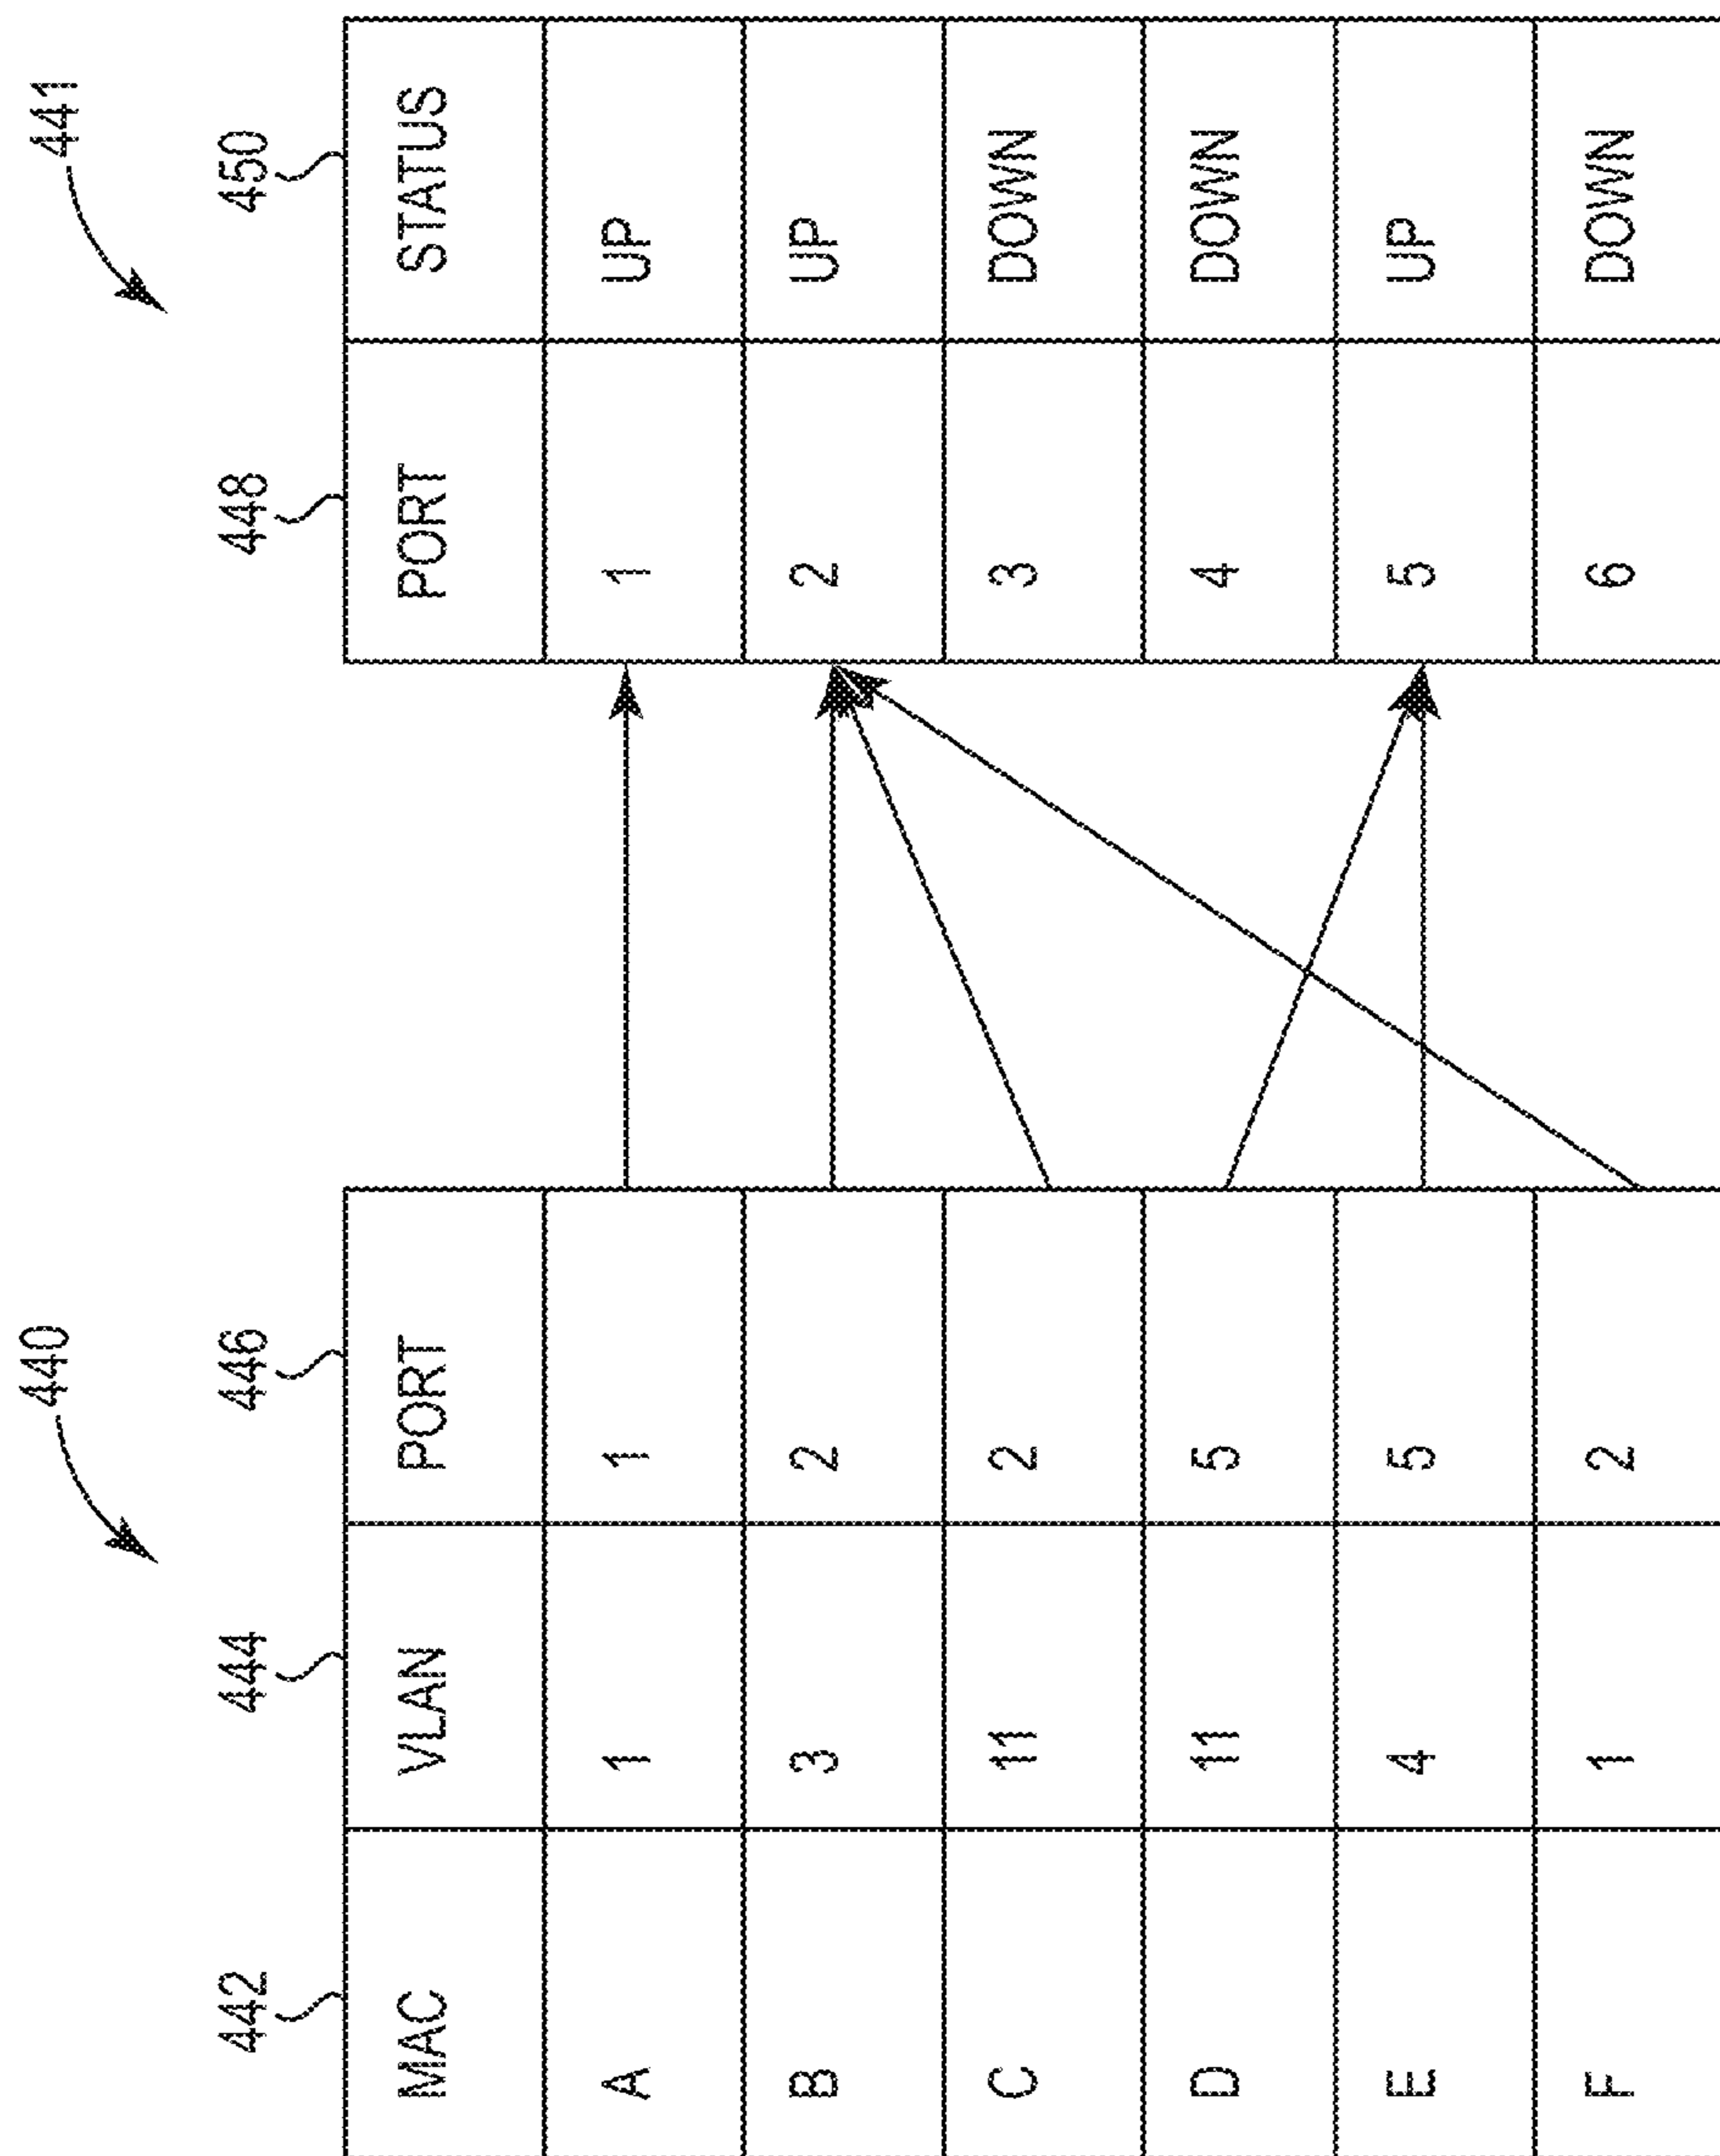 440
441
442 444 446 448 450
MAC VLAN PORT PORT STATUS
A 1 1 1 UP
B 3 2 2 UP
C 11 2 3 DOWN
D 11 5 4 DOWN
E 4 5 5 UP
F 1 2 6 DOWN